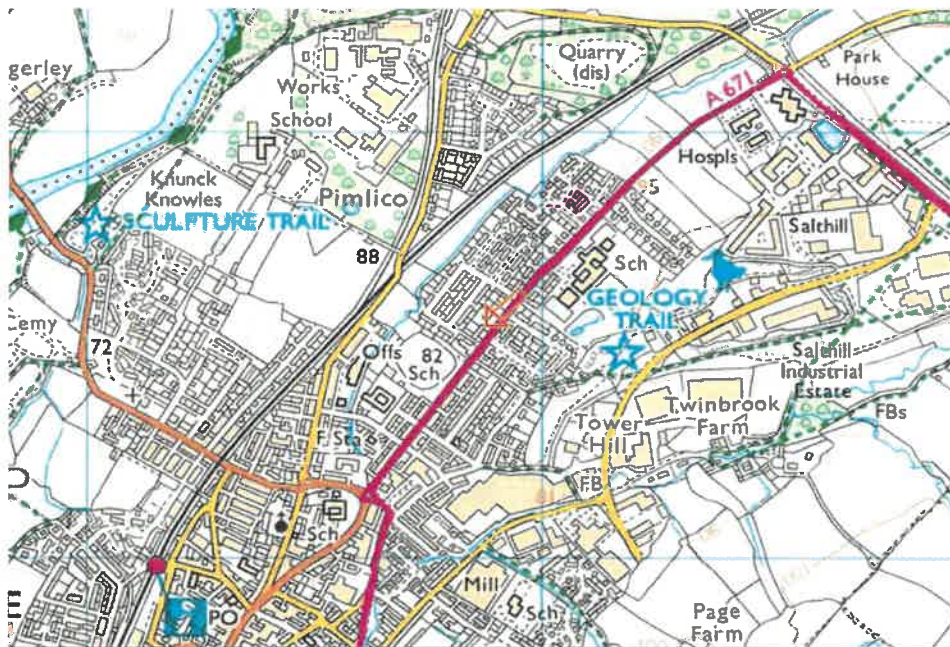 gerley
Works
School
Quarry
(dis)
Park
House
A 671
Hospls
Knunck
Knowles
Pimlico
SCULPTURE TRAIL
Salthill
88
Sch
GEOLOGY
TRAIL
emy
72
Offs
82
Sch
Salthill
Industrial
Estate
Twinbrook
Farm
FBs
Tower
Hill
F Sta
FB
Sch
Mill
PO
Sch
Page
Farm